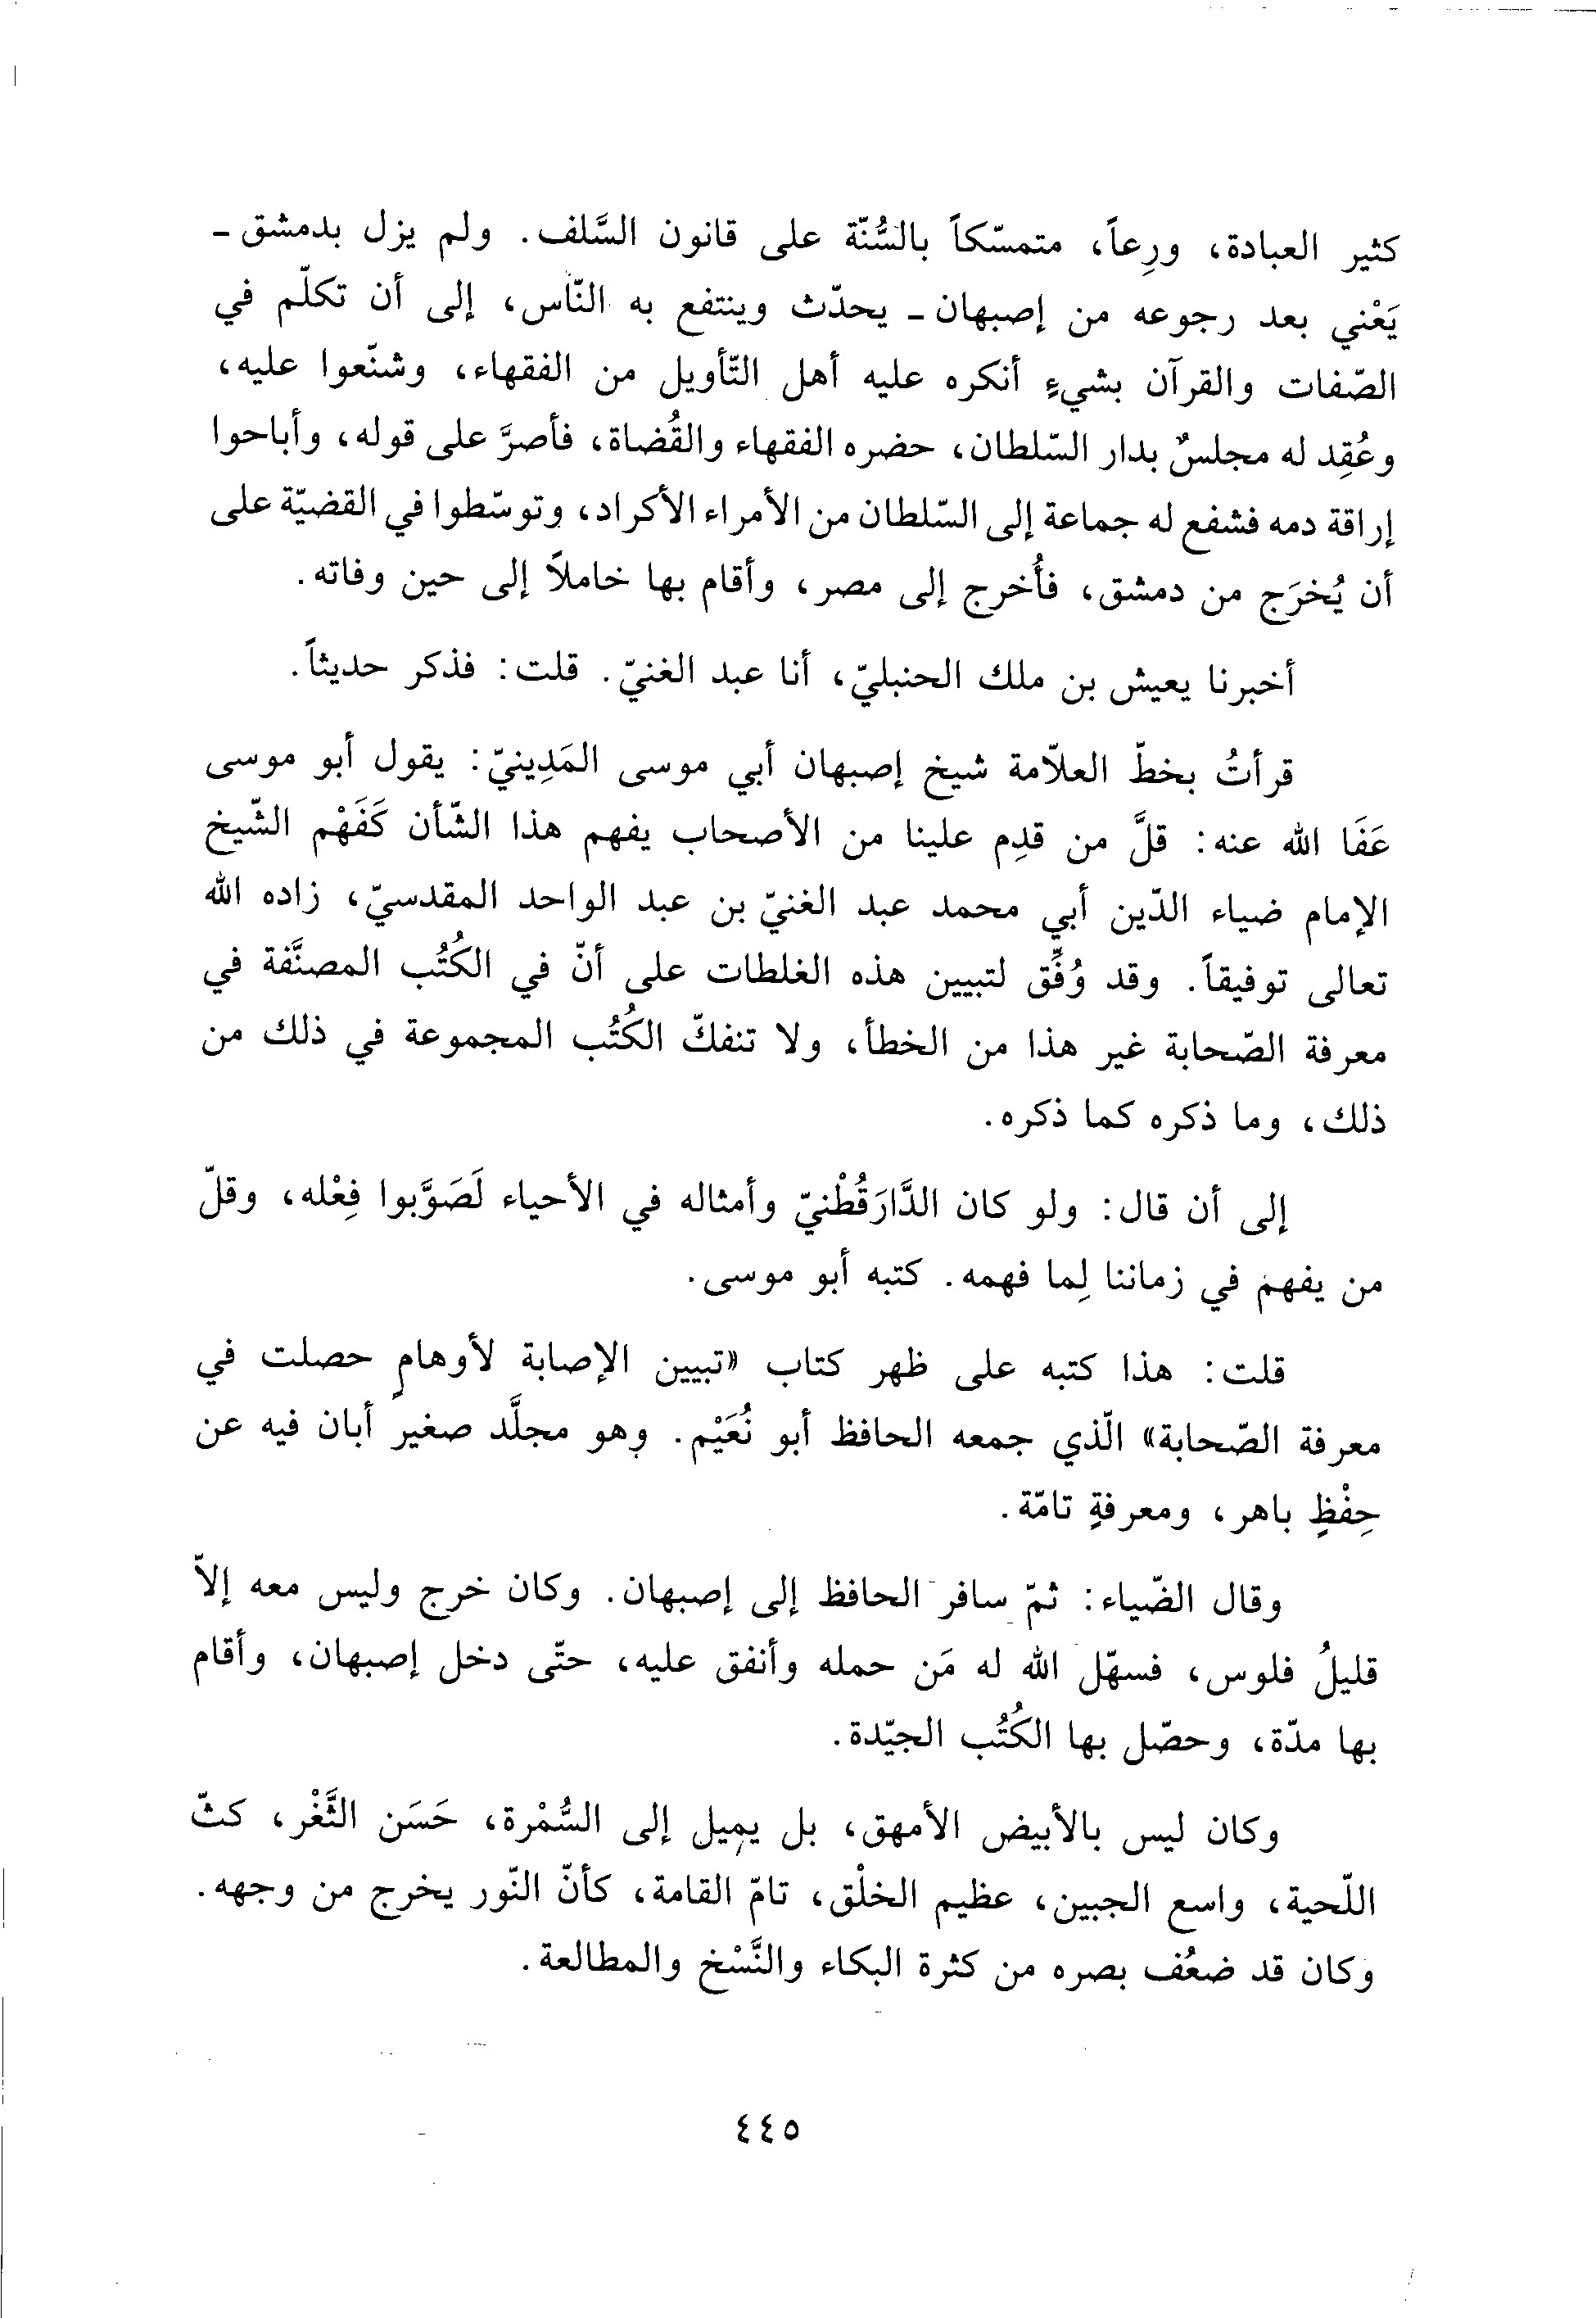 كثير العبادة، ورِعاً، متمسّكاً بالسُّنّة على قانون السَّلف. ولم يزل بدمشق -
يَعْني بعد رجوعه من إصبهان - يحدّث وينتفع به النّاس، إلى أن تكلّم في
الصّفات والقرآن بشيءٍ أنكره عليه أهل التّأويل من الفقهاء، وشنّعوا عليه،
وعُقِد له مجلسٌ بدار السّلطان، حضره الفقهاء والقُضاة، فأصرَّ على قوله، وأباحوا
إراقة دمه فشفع له جماعة إلى السّلطان من الأمراء الأكراد، وتوسّطوا في القضيّة على
أن يُخرَج من دمشق، فأُخرج إلى مصر، وأقام بها خاملاً إلى حين وفاته.
أخبرنا يعيش بن ملك الحنبليّ، أنا عبد الغنيّ. قلت: فذكر حديثاً.
قرأتُ بخطّ العلاّمة شيخ إصبهان أبي موسى المَدِينيّ: يقول أبو موسى
عَفَا الله عنه: قلَّ من قدِم علينا من الأصحاب يفهم هذا الشّأن كَفَهْم الشّيخ
الإمام ضياء الدّين أبي محمد عبد الغنيّ بن عبد الواحد المقدسيّ، زاده الله
تعالى توفيقاً. وقد وُفِّق لتبيين هذه الغلطات على أنّ في الكُتُب المصنَّفة في
معرفة الصّحابة غير هذا من الخطأ، ولا تنفكّ الكُتُب المجموعة في ذلك من
ذلك، وما ذكره كما ذكره.
إلى أن قال: ولو كان الدَّارَقُطْنيّ وأمثاله في الأحياء لَصَوَّبوا فِعْله، وقلّ
من يفهم في زماننا لِما فهمه. كتبه أبو موسى.
قلت: هذا كتبه على ظهر كتاب «تبيين الإصابة لأوهامٍ حصلت في
معرفة الصّحابة» الّذي جمعه الحافظ أبو نُعَيْم. وهو مجلَّد صغير أبان فيه عن
حِفْظٍ باهر، ومعرفةٍ تامّة.
وقال الضّياء: ثمّ سافر الحافظ إلى إصبهان. وكان خرج وليس معه إلاّ
قليلُ فلوس، فسهّل الله له مَن حمله وأنفق عليه، حتّى دخل إصبهان، وأقام
بها مدّة، وحصّل بها الكُتُب الجيّدة.
وكان ليس بالأبيض الأمهق، بل يميل إلى السُّمْرة، حَسَن الثَّغْر، كثّ
اللّحية، واسع الجبين، عظيم الخلْق، تامّ القامة، كأنّ النّور يخرج من وجهه.
وكان قد ضعُف بصره من كثرة البكاء والنَّسْخ والمطالعة.
٤٤٥